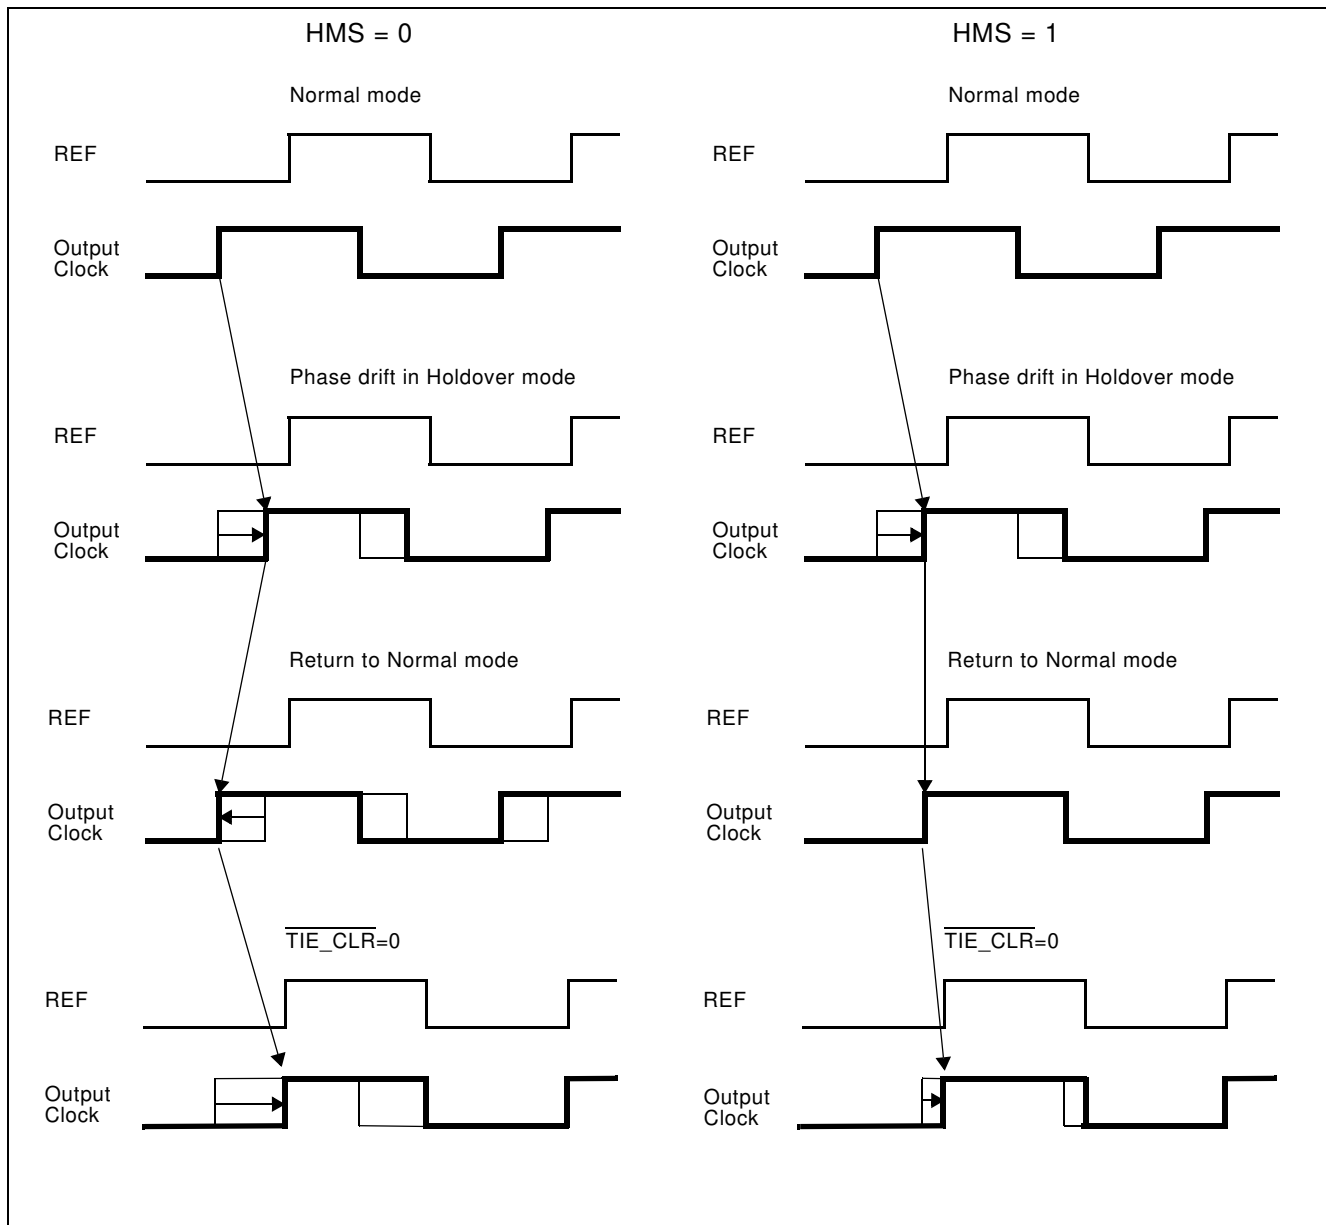 HMS = 0
Normal mode
REF
Output
Clock
Phase drift in Holdover mode
REF
Output
Clock
Return to Normal mode
REF
Output
Clock
TIE_CLR=0
REF
Output
Clock
HMS = 1
Normal mode
REF
Output
Clock
Phase drift in Holdover mode
REF
Output
Clock
Return to Normal mode
REF
Output
Clock
TIE_CLR=0
REF
Output
Clock